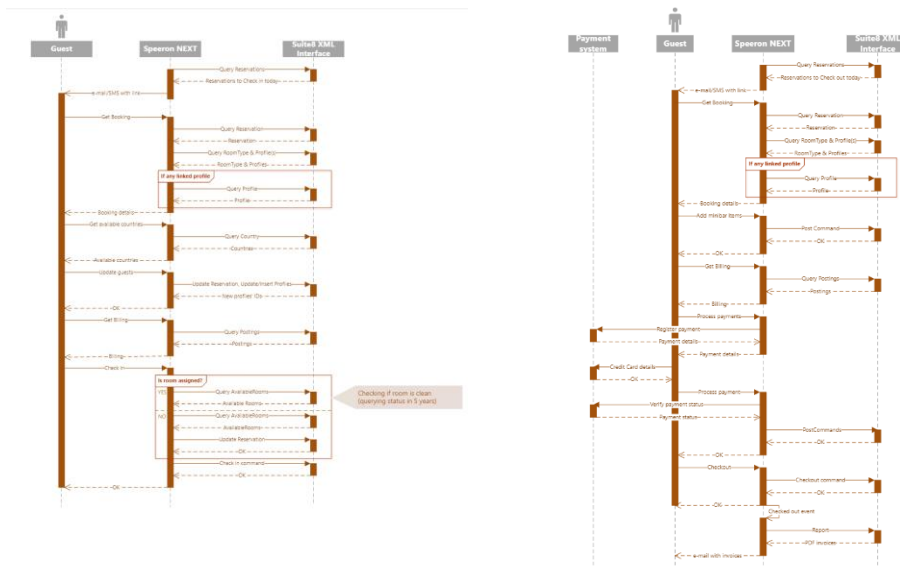 Guest
Speeron NEXT
Suite8 XML
Interface
Query Reservations
Reservations to Check in today
e-mail/SMS with link
Get Booking
Query Reservation
Reservation
Query RoomType & Profile(s)
RoomType & Profiles
If any linked profile
Query Profile
Profile
Booking details
Get available countries
Query Country
Countries
Available countries
Update guests
Update Reservation, Update/Insert Profiles
New profiles IDs
OK
Get Billing
Query Postings
Postings
Billing
Check in
Is room assigned?
YES
Query AvailableRooms
Available Rooms
Checking if room is clean
(querying status in 5 years)
NO
Query AvailableRooms
AvailableRooms
Update Reservation
OK
Check in command
OK
OK
Payment
system
Guest
Speeron NEXT
Suite8 XML
Interface
Query Reservations
Reservations to Check out today
e-mail/SMS with link
Get Booking
Query Reservation
Reservation
Query RoomType & Profile(s)
RoomType & Profiles
If any linked profile
Query Profile
Profile
Booking details
Add minibar items
Post Command
OK
OK
Get Billing
Query Postings
Postings
Billing
Process payments
Register payment
Payment details
Payment details
Credit Card details
OK
Process payment
Verify payment status
Payment status
PostCommands
OK
OK
Checkout
Checkout command
OK
OK
Checked out event
Report
PDF invoices
e-mail with invoices